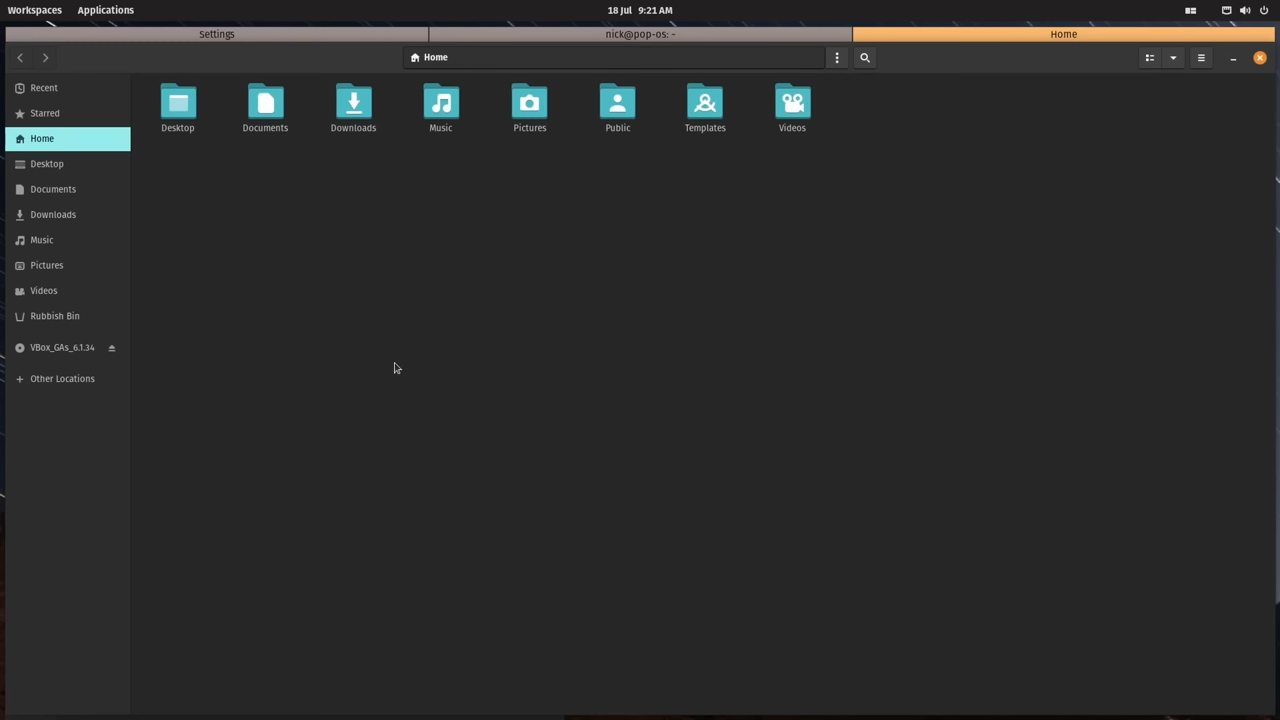 Workspaces Applications 18 Jul 9:21 AM
Settings nick@pop-os: ~ Home
Home
Recent
Starred
Home
Desktop
Documents
Downloads
Music
Pictures
Videos
Rubbish Bin
VBox_GAs_6.1.34
Other Locations
Desktop Documents Downloads Music Pictures Public Templates Videos